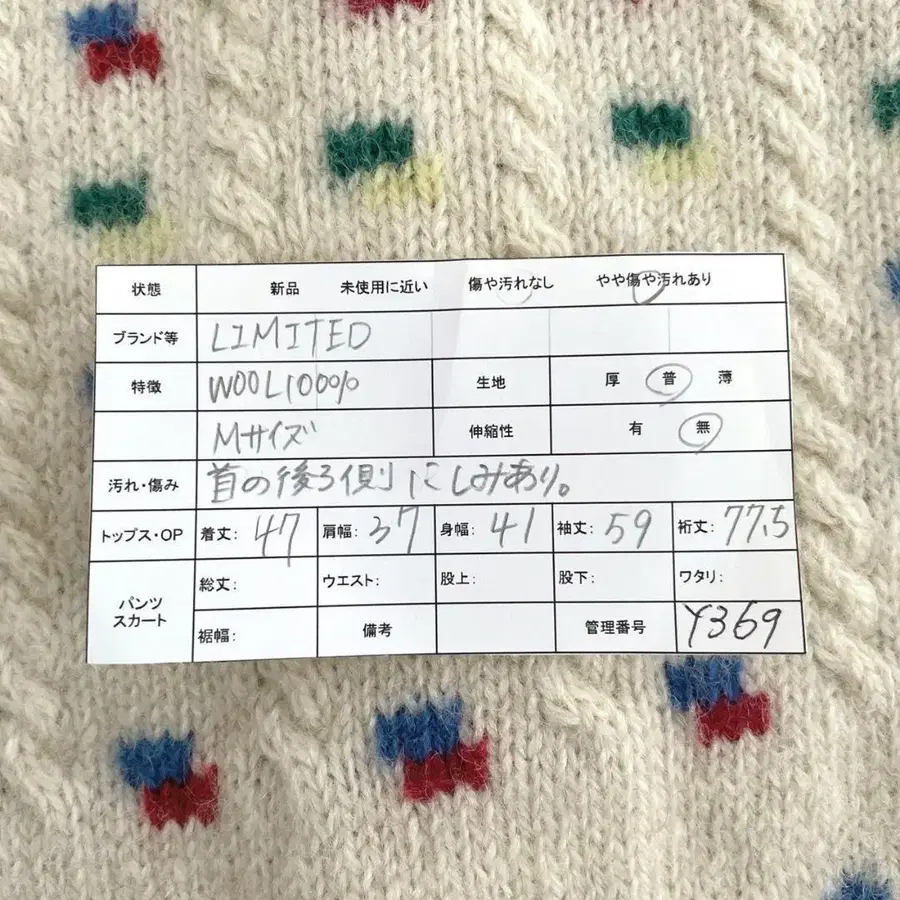 状態 新品 未使用に近い 傷や汚れなし やや傷や汚れあり
ブランド等 LIMITED
特徴 WOOL100% 生地 厚 普 薄
Mサイズ 伸縮性 有 無
汚れ・傷み 首の後ろ側にしみあり。
トップス・OP 着丈: 47 肩幅: 37 身幅: 41 袖丈: 59 裄丈: 77.5
パンツ スカート 総丈: ウエスト: 股上: 股下: ワタリ:
裾幅: 備考 管理番号 Y369